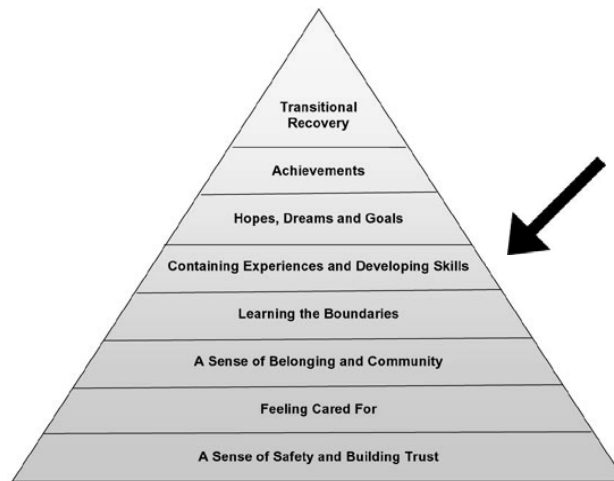 Transitional
Recovery
Achievements
Hopes, Dreams and Goals
Containing Experiences and Developing Skills
Learning the Boundaries
A Sense of Belonging and Community
Feeling Cared For
A Sense of Safety and Building Trust